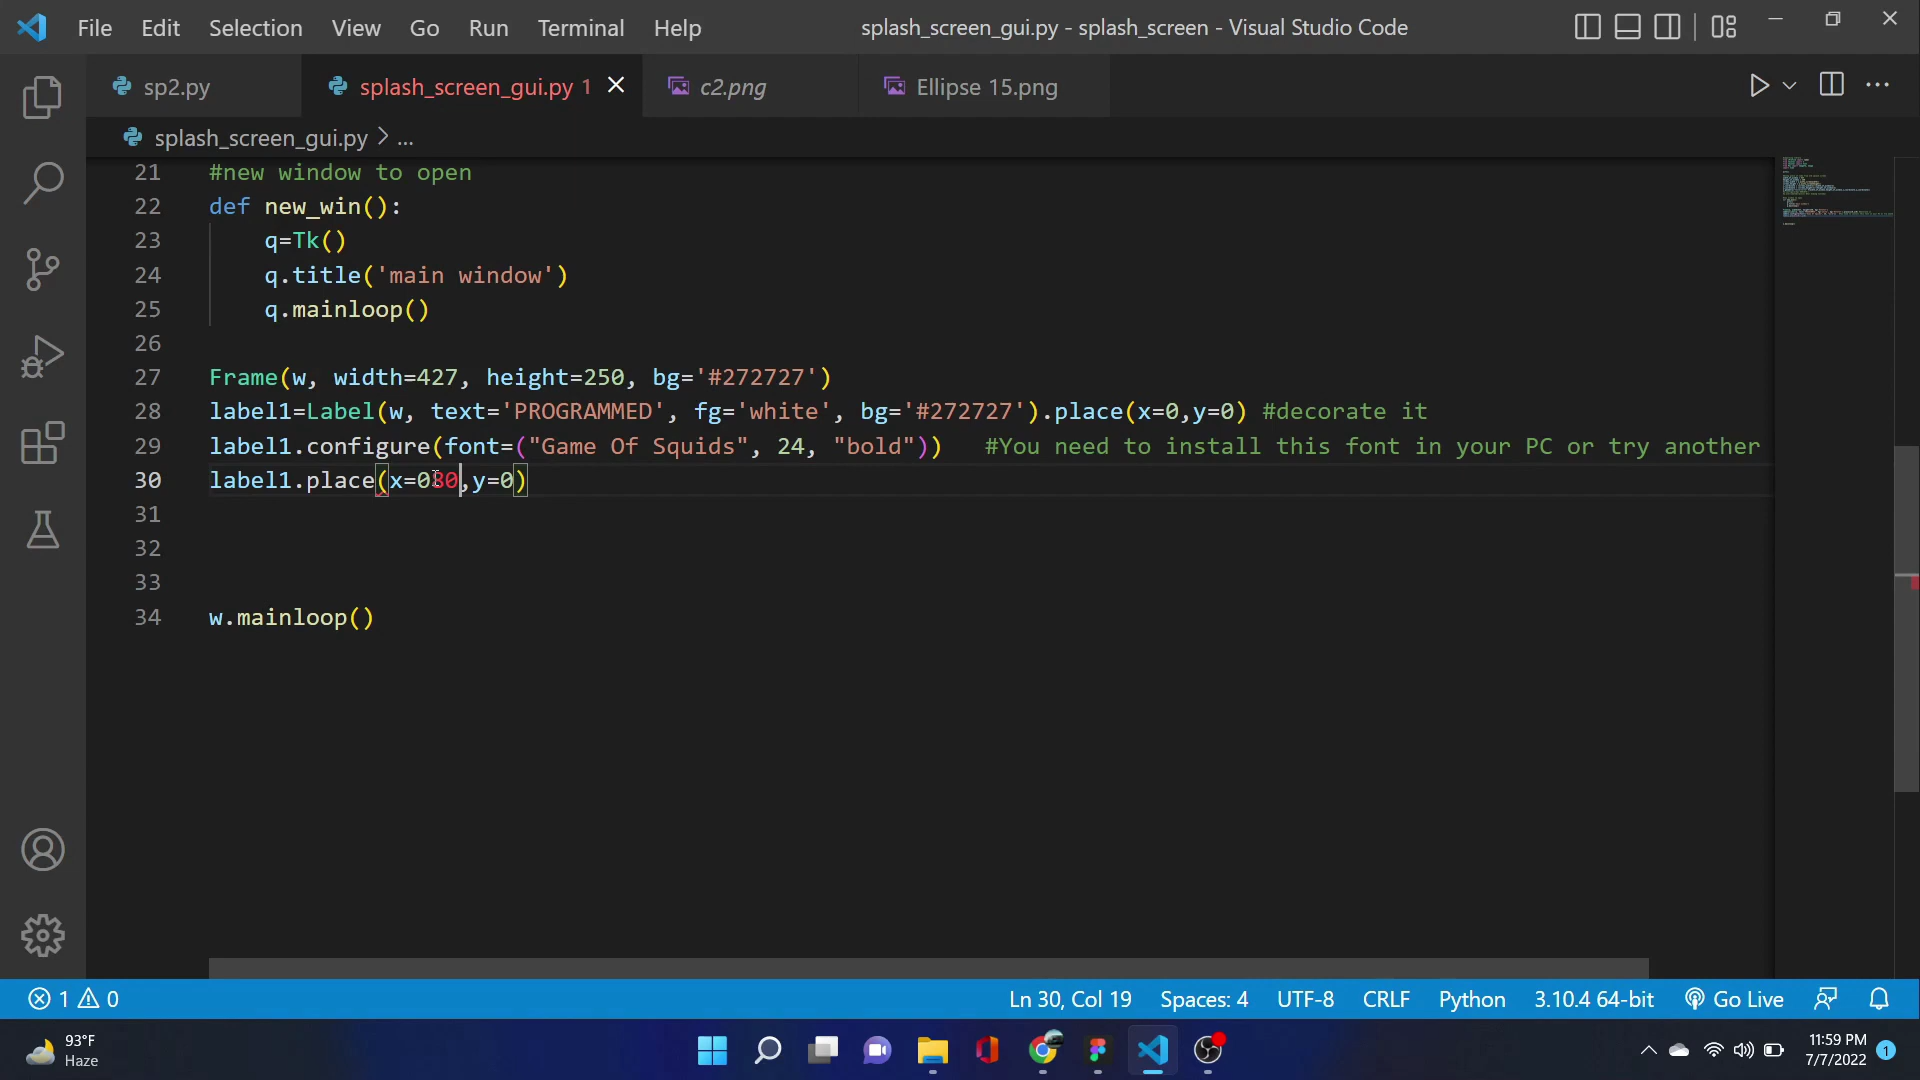 File Edit Selection View Go Run Terminal Help splash_screen_gui.py - splash_screen - Visual Studio Code
sp2.py splash_screen_gui.py 1 c2.png Ellipse 15.png
splash_screen_gui.py > ...
21 #new window to open
22 def new_win():
23 q=Tk()
24 q.title('main window')
25 q.mainloop()
26
27 Frame(w, width=427, height=250, bg='#272727')
28 label1=Label(w, text='PROGRAMMED', fg='white', bg='#272727').place(x=0,y=0) #decorate it
29 label1.configure(font=("Game Of Squids", 24, "bold")) #You need to install this font in your PC or try another
30 label1.place(x=080,y=0)
31
32
33
34 w.mainloop()
1 0 Ln 30, Col 19 Spaces: 4 UTF-8 CRLF Python 3.10.4 64-bit Go Live
93°F
Haze
11:59 PM
7/7/2022
1